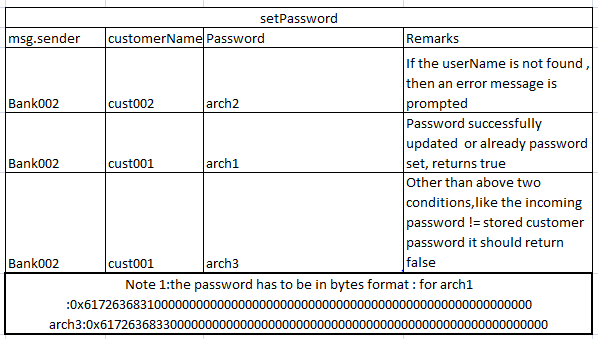 setPassword
msg.sender customerName Password Remarks
If the userName is not found ,
then an error message is
Bank002 cust002 arch2 prompted
Password successfully
updated or already password
Bank002 cust001 arch1 set, returns true
Other than above two
conditions,like the incoming
password != stored customer
password it should return
Bank002 cust001 arch3 false
Note 1:the password has to be in bytes format : for arch1
:0x6172636831000000000000000000000000000000000000000000000000000000
arch3:0x6172636833000000000000000000000000000000000000000000000000000000